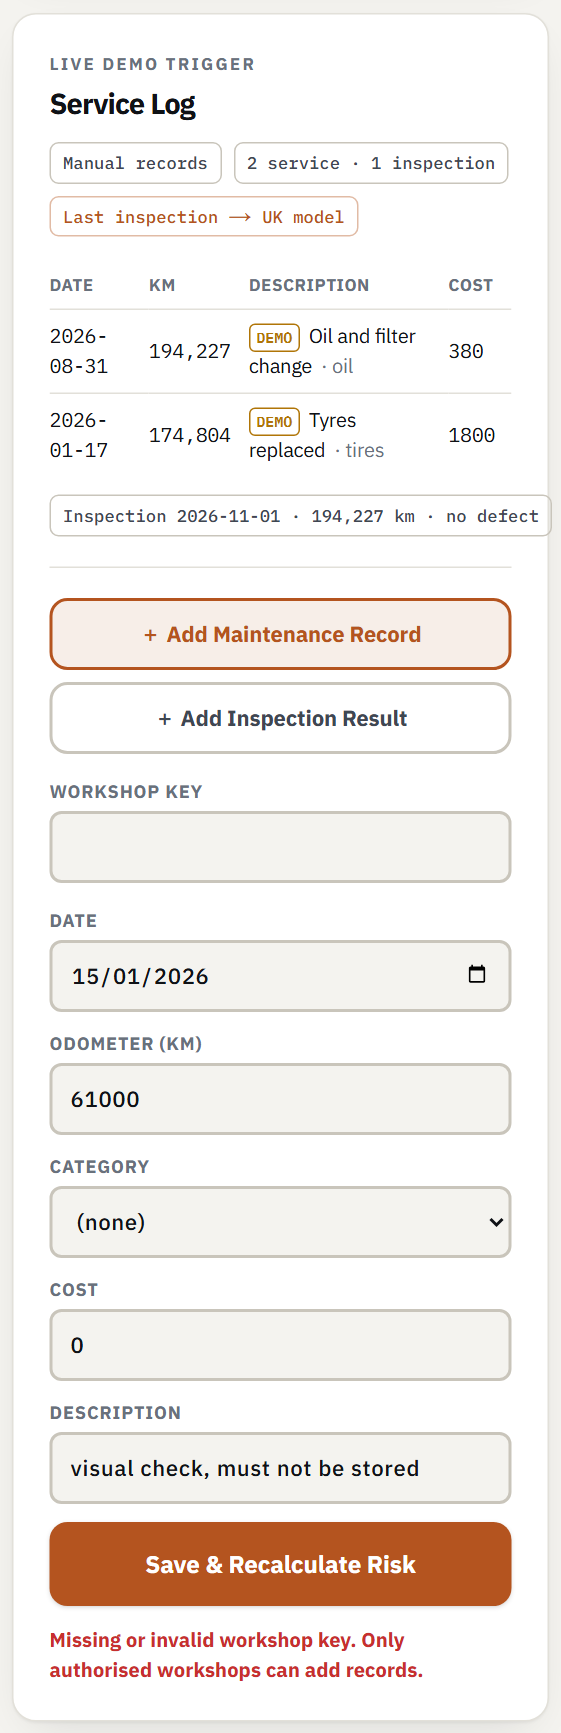 LIVE DEMO TRIGGER
Service Log
Manual records
2 service · 1 inspection
Last inspection → UK model
DATE KM DESCRIPTION COST
2026-08-31 194,227 DEMO Oil and filter change · oil 380
2026-01-17 174,804 DEMO Tyres replaced · tires 1800
Inspection 2026-11-01 · 194,227 km · no defect
+ Add Maintenance Record
+ Add Inspection Result
WORKSHOP KEY
DATE
15/01/2026
ODOMETER (KM)
61000
CATEGORY
(none)
COST
0
DESCRIPTION
visual check, must not be stored
Save & Recalculate Risk
Missing or invalid workshop key. Only
authorised workshops can add records.